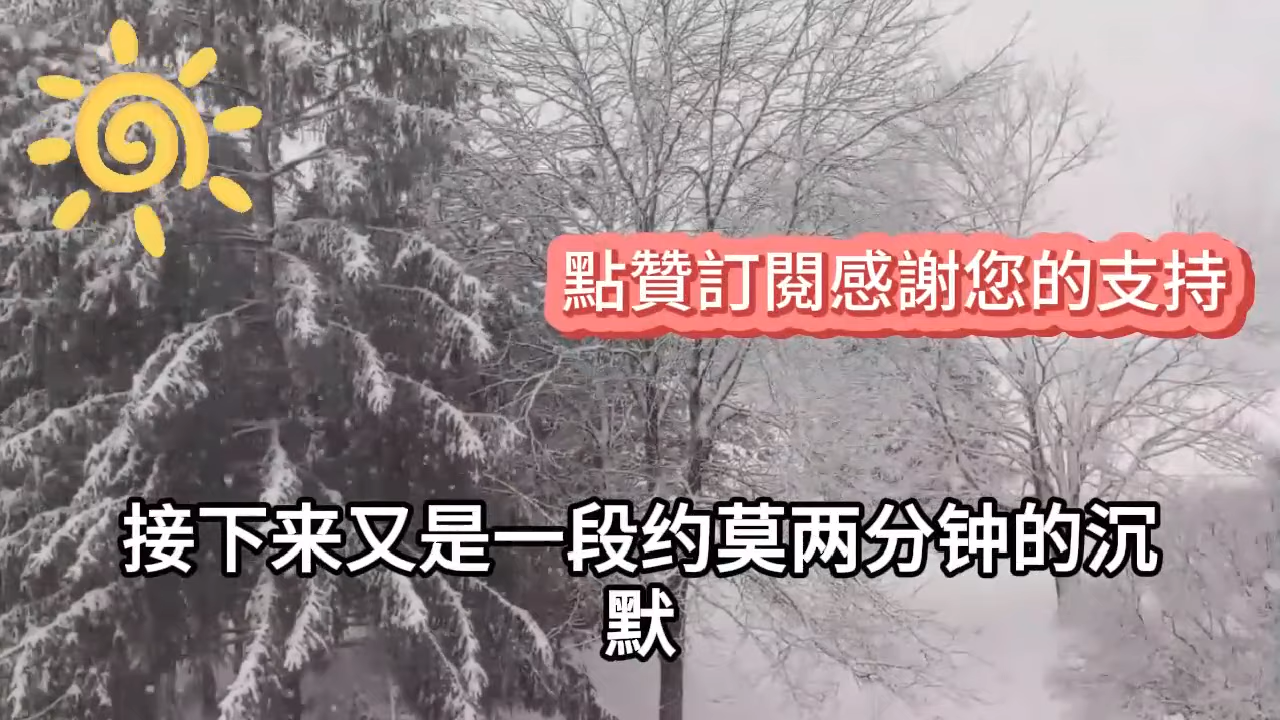 點贊訂閱感謝您的支持
接下来又是一段约莫两分钟的沉
默